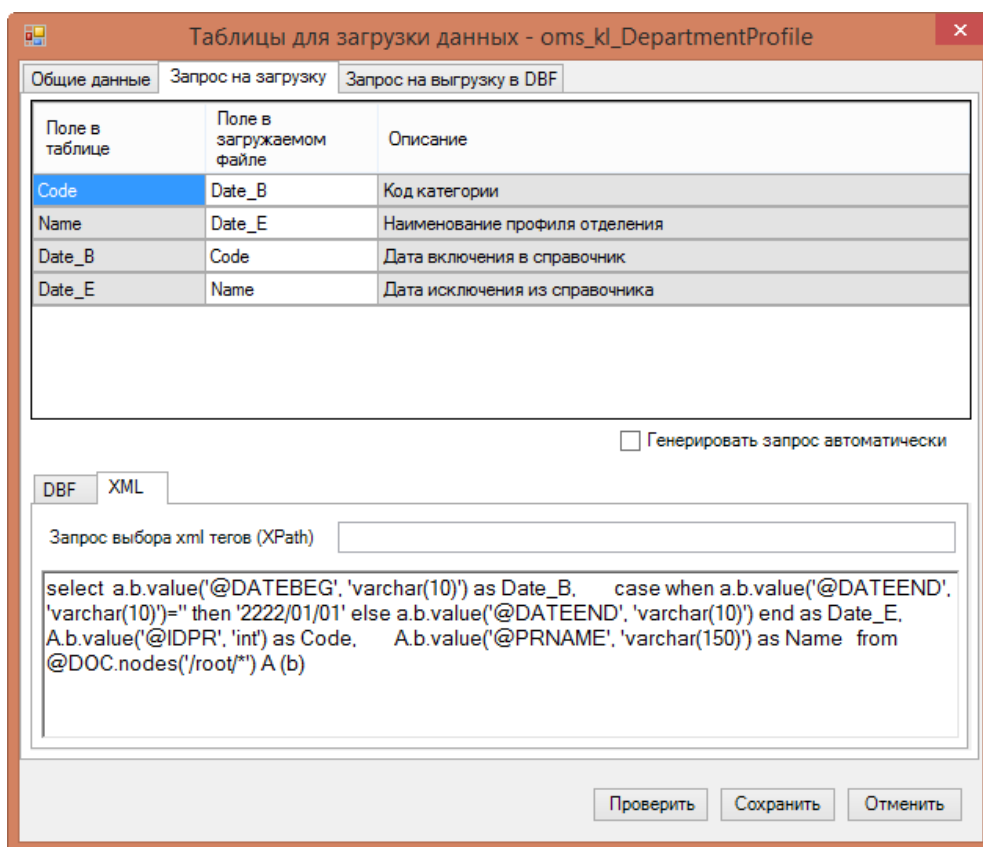 Таблицы для загрузки данных - oms_kl_DepartmentProfile
Общие данные Запрос на загрузку Запрос на выгрузку в DBF
Поле в таблице Поле в загружаемом файле Описание
Code Date_B Код категории
Name Date_E Наименование профиля отделения
Date_B Code Дата включения в справочник
Date_E Name Дата исключения из справочника
Генерировать запрос автоматически
DBF XML
Запрос выбора xml тегов (XPath)
select a.b.value('@DATEBEG', 'varchar(10)') as Date_B, case when a.b.value('@DATEEND',
'varchar(10)')='' then '2222/01/01' else a.b.value('@DATEEND', 'varchar(10)') end as Date_E,
A.b.value('@IDPR', 'int') as Code, A.b.value('@PRNAME', 'varchar(150)') as Name from
@DOC.nodes('/root/*') A (b)
Проверить Сохранить Отменить